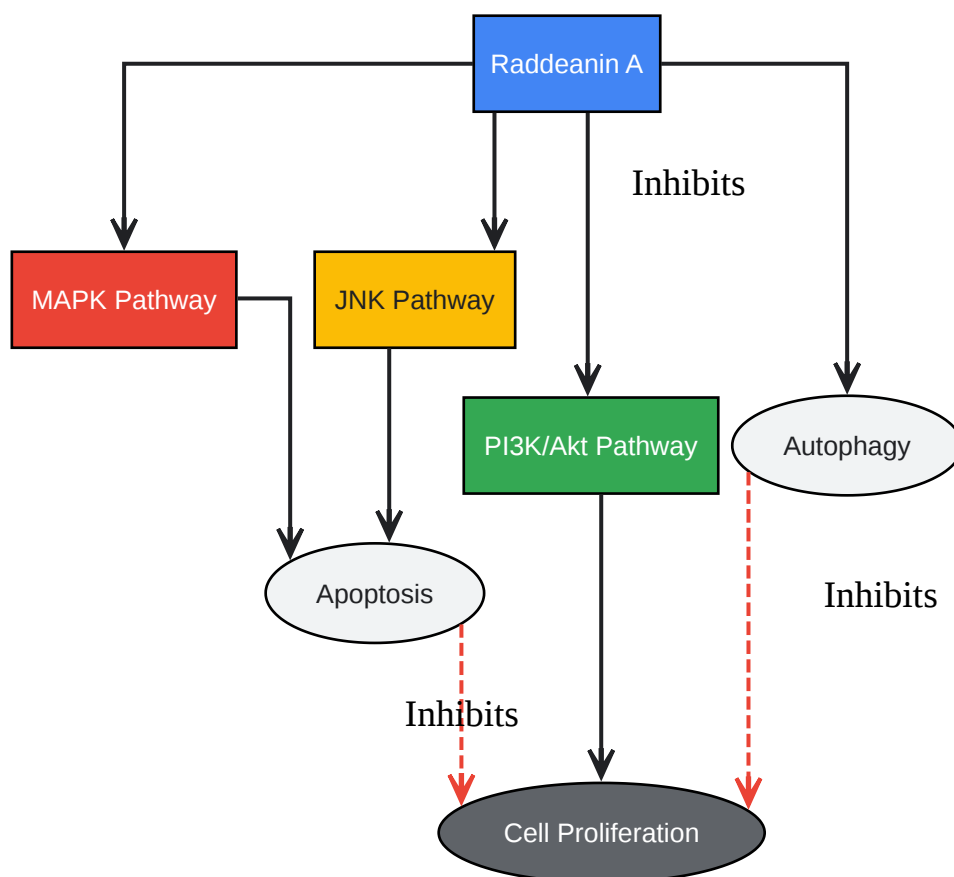 Raddeanin A
Inhibits
MAPK Pathway
JNK Pathway
PI3K/Akt Pathway
Autophagy
Apoptosis
Inhibits
Inhibits
Cell Proliferation